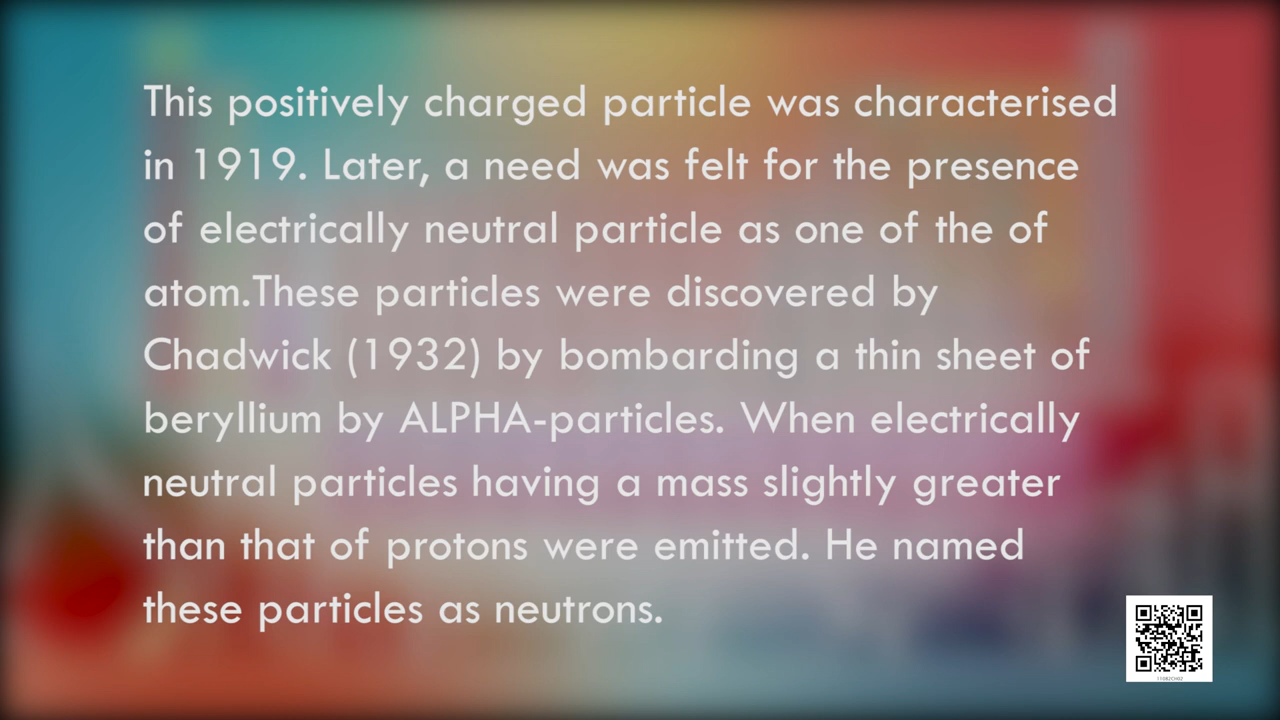 This positively charged particle was characterised
in 1919. Later, a need was felt for the presence
of electrically neutral particle as one of the of
atom.These particles were discovered by
Chadwick (1932) by bombarding a thin sheet of
beryllium by ALPHA-particles. When electrically
neutral particles having a mass slightly greater
than that of protons were emitted. He named
these particles as neutrons.